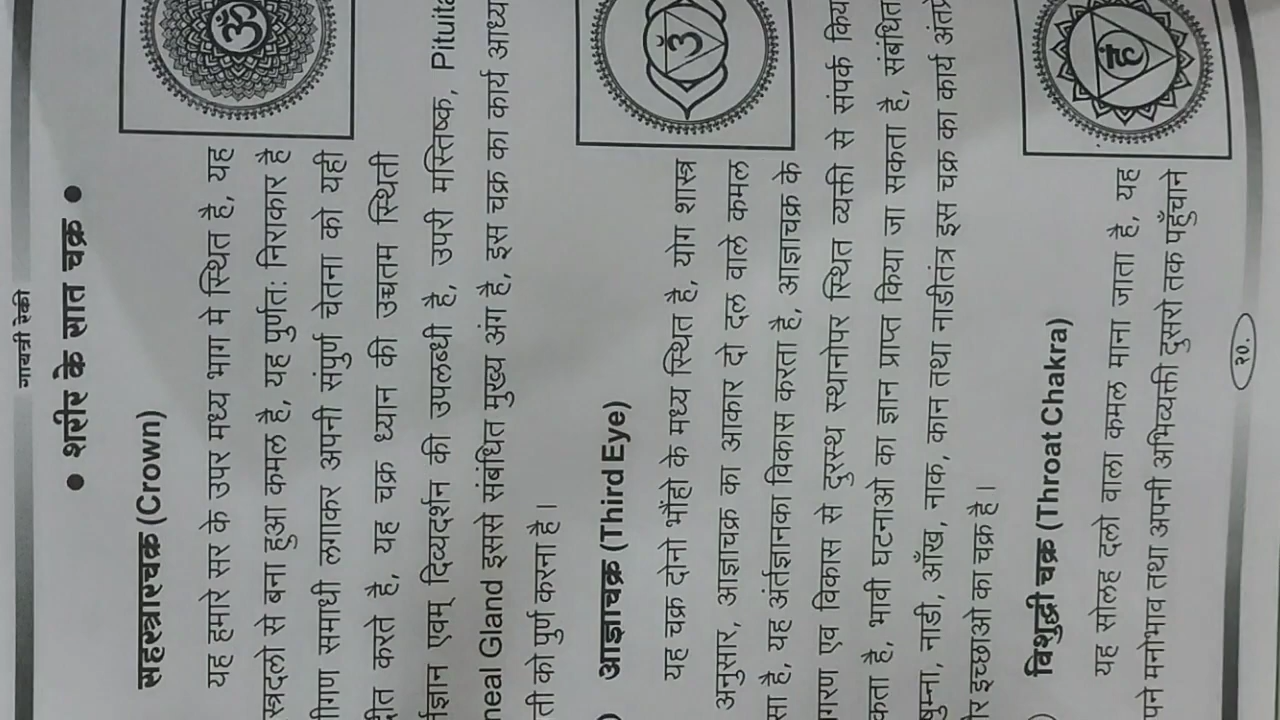 नाचडी रेकी
● शरीर के सात चक्र ●
सहस्त्रारचक्र (Crown)
यह हमारे सर के उपर मध्य भाग मे स्थित है, यह
स्त्रदलो से बना हुआ कमल है, यह पुर्णतः निराकार है
गीगण समाधी लगाकर अपनी संपुर्ण चेतना को यही
द्रीत करते है, यह चक्र ध्यान की उच्चतम स्थिती
र्वज्ञान एवम् दिव्यदर्शन की उपलब्धी है, उपरी मस्तिष्क, Pituita
neal Gland इससे संबंधित मुख्य अंग है, इस चक्र का कार्य आध्या
ती को पुर्ण करना है।
ॐ
) आज्ञाचक्र (Third Eye)
यह चक्र दोनो भौंहो के मध्य स्थित है, योग शास्त्र
अनुसार, आज्ञाचक्र का आकार दो दल वाले कमल
सा है, यह अंर्तज्ञानका विकास करता है, आज्ञाचक्र के
गरण एव विकास से दुरस्थ स्थानोपर स्थित व्यक्ती से संपर्क किय
कता है, भावी घटनाओ का ज्ञान प्राप्त किया जा सकता है, संबंधित
षुम्ना, नाडी, आँख, नाक, कान तथा नाडीतंत्र इस चक्र का कार्य अंतप्रे
र इच्छाओ का चक्र है।
ॐ
) विशुद्धी चक्र (Throat Chakra)
यह सोलह दलो वाला कमल माना जाता है, यह
पने मनोभाव तथा अपनी अभिव्यक्ती दुसरो तक पहुँचाने
हं
२०.